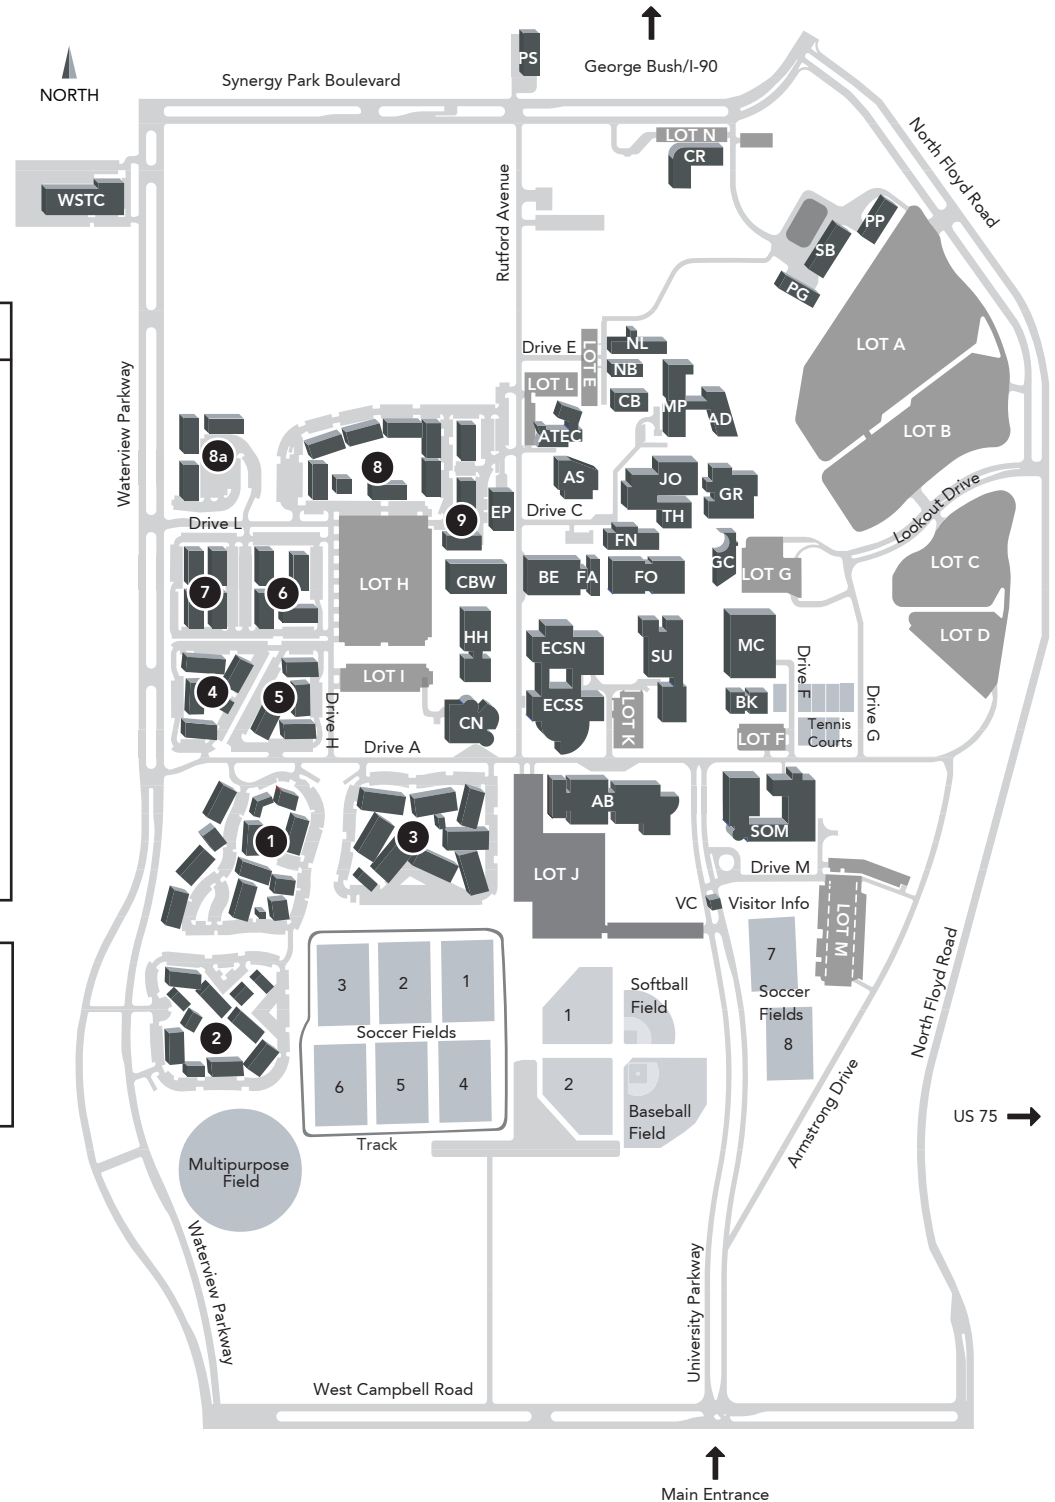 PS
George Bush/I-90
Synergy Park Boulevard
NORTH
North Floyd Road
LOT N
CR
WSTC
Rutford Avenue
PP
SB
PG
LOT A
Drive E
LOT E
NL
NB
LOT L
CB
MP
AD
Waterview Parkway
ATEC
LOT B
8a
8
AS
JO
GR
Lookout Drive
9
EP
Drive C
TH
Drive L
FN
LOT H
CBW
BE
FA
FO
GC
LOT G
LOT C
7
6
HH
ECSN
SU
MC
LOT D
4
5
LOT I
Drive H
CN
ECSS
LOT K
BK
Drive F
Drive G
Tennis
Courts
LOT F
Drive A
AB
SOM
1
3
LOT J
Drive M
VC
Visitor Info
LOT M
7
Soccer
Fields
8
3
2
1
Soccer Fields
6
5
4
Track
Softball
Field
1
2
Baseball
Field
North Floyd Road
2
Armstrong Drive
US 75
Multipurpose
Field
Waterview Parkway
University Parkway
West Campbell Road
Main Entrance